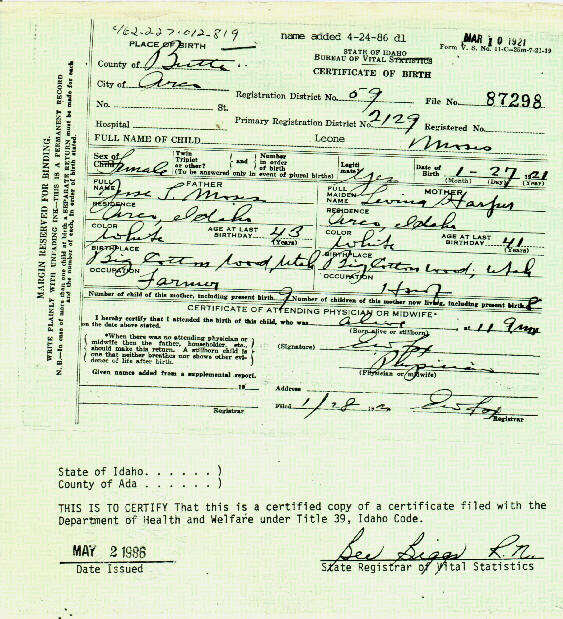 462-227-012-819
name added 4-24-86 dl
MAR 10 1921
Form V. S. No. 11-C-25m-7-21-19
PLACE OF BIRTH
STATE OF IDAHO
BUREAU OF VITAL STATISTICS
CERTIFICATE OF BIRTH
County of Butte
City of Arco
Registration District No. 59 File No. 87298
No. St.
Primary Registration District No. 2129 Registered No.
Hospital
FULL NAME OF CHILD Leone Moses
Sex of Child female Twin Triplet or other? { and } Number in order of birth Legitimate? Yes Date of Birth 1-27 1921
(To be answered only in event of plural births) (Month) (Day) (Year)
FATHER
FULL NAME Moses
RESIDENCE Arco, Idaho
COLOR White AGE AT LAST BIRTHDAY 43 (Years)
BIRTHPLACE Big Cottonwood, Utah
OCCUPATION Farmer
MOTHER
FULL MAIDEN NAME Harper
RESIDENCE Arco, Idaho
COLOR White AGE AT LAST BIRTHDAY 41 (Years)
BIRTHPLACE Big Cottonwood, Utah
OCCUPATION
Number of child of this mother, including present birth 9 Number of children of this mother now living, including present birth 8
CERTIFICATE OF ATTENDING PHYSICIAN OR MIDWIFE*
I hereby certify that I attended the birth of this child, who was alive at 11 9 m
on the date above stated. (Born alive or stillborn)
*When there was no attending physician or midwife then the father, householder, etc., should make this return. A stillborn child is one that neither breathes nor shows other evidence of life after birth.
(Signature) Fox
Physician
(Physician or midwife)
Given names added from a supplemental report.
19 Address
Registrar
Filed 1/28 19 Fox
Registrar
MARGIN RESERVED FOR BINDING.
WRITE PLAINLY WITH UNFADING INK—THIS IS A PERMANENT RECORD
N. B.—In case of more than one child at a birth a SEPARATE RETURN must be made for each and the number of each, in order of birth stated.
State of Idaho. . . . . . )
County of Ada . . . . . . )
THIS IS TO CERTIFY That this is a certified copy of a certificate filed with the
Department of Health and Welfare under Title 39, Idaho Code.
MAY 2 1986
Date Issued
Bee Biggs R.N.
State Registrar of Vital Statistics